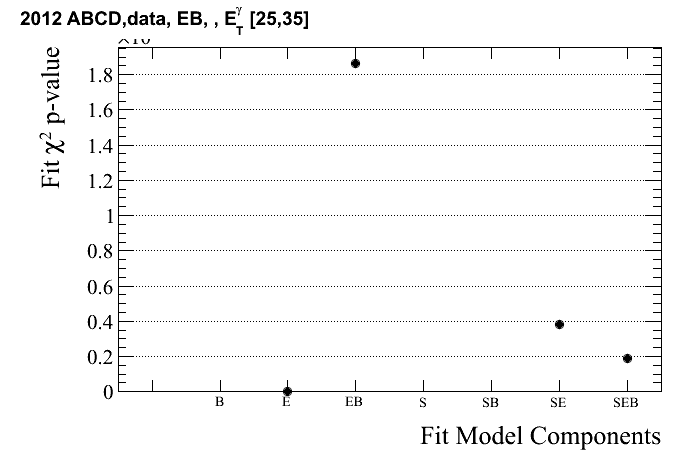 2012 ABCD,data, EB, , E_T^γ [25,35]
Fit χ² p-value
1.8
1.6
1.4
1.2
1
0.8
0.6
0.4
0.2
0
B E EB S SB SE SEB
Fit Model Components